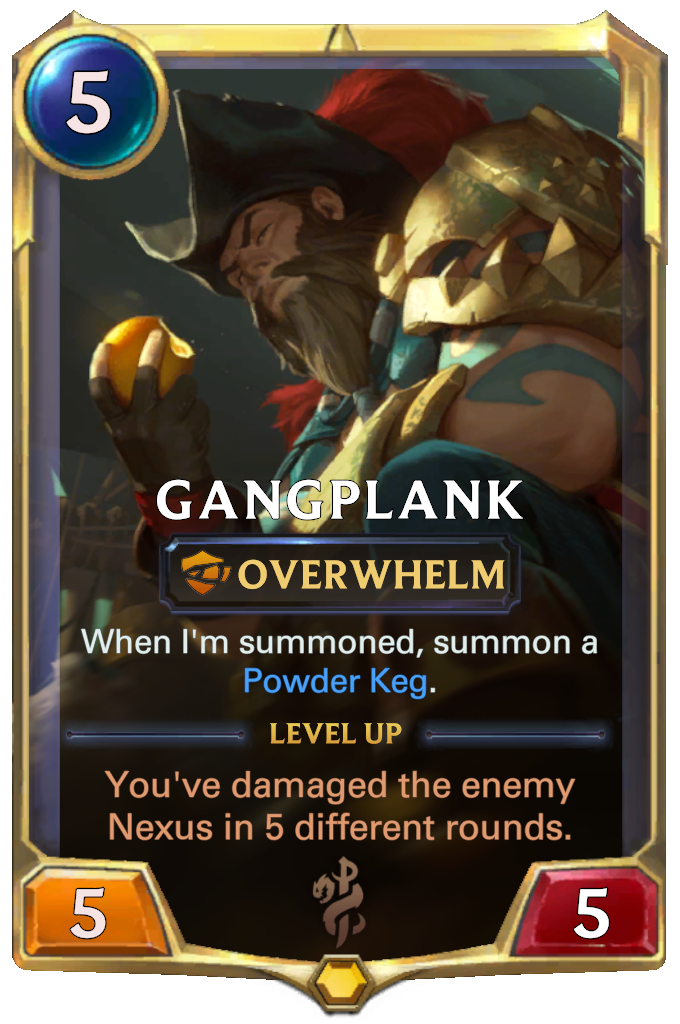 5
GANGPLANK
OVERWHELM
When I'm summoned, summon a
Powder Keg.
LEVEL UP
You've damaged the enemy
Nexus in 5 different rounds.
5
5